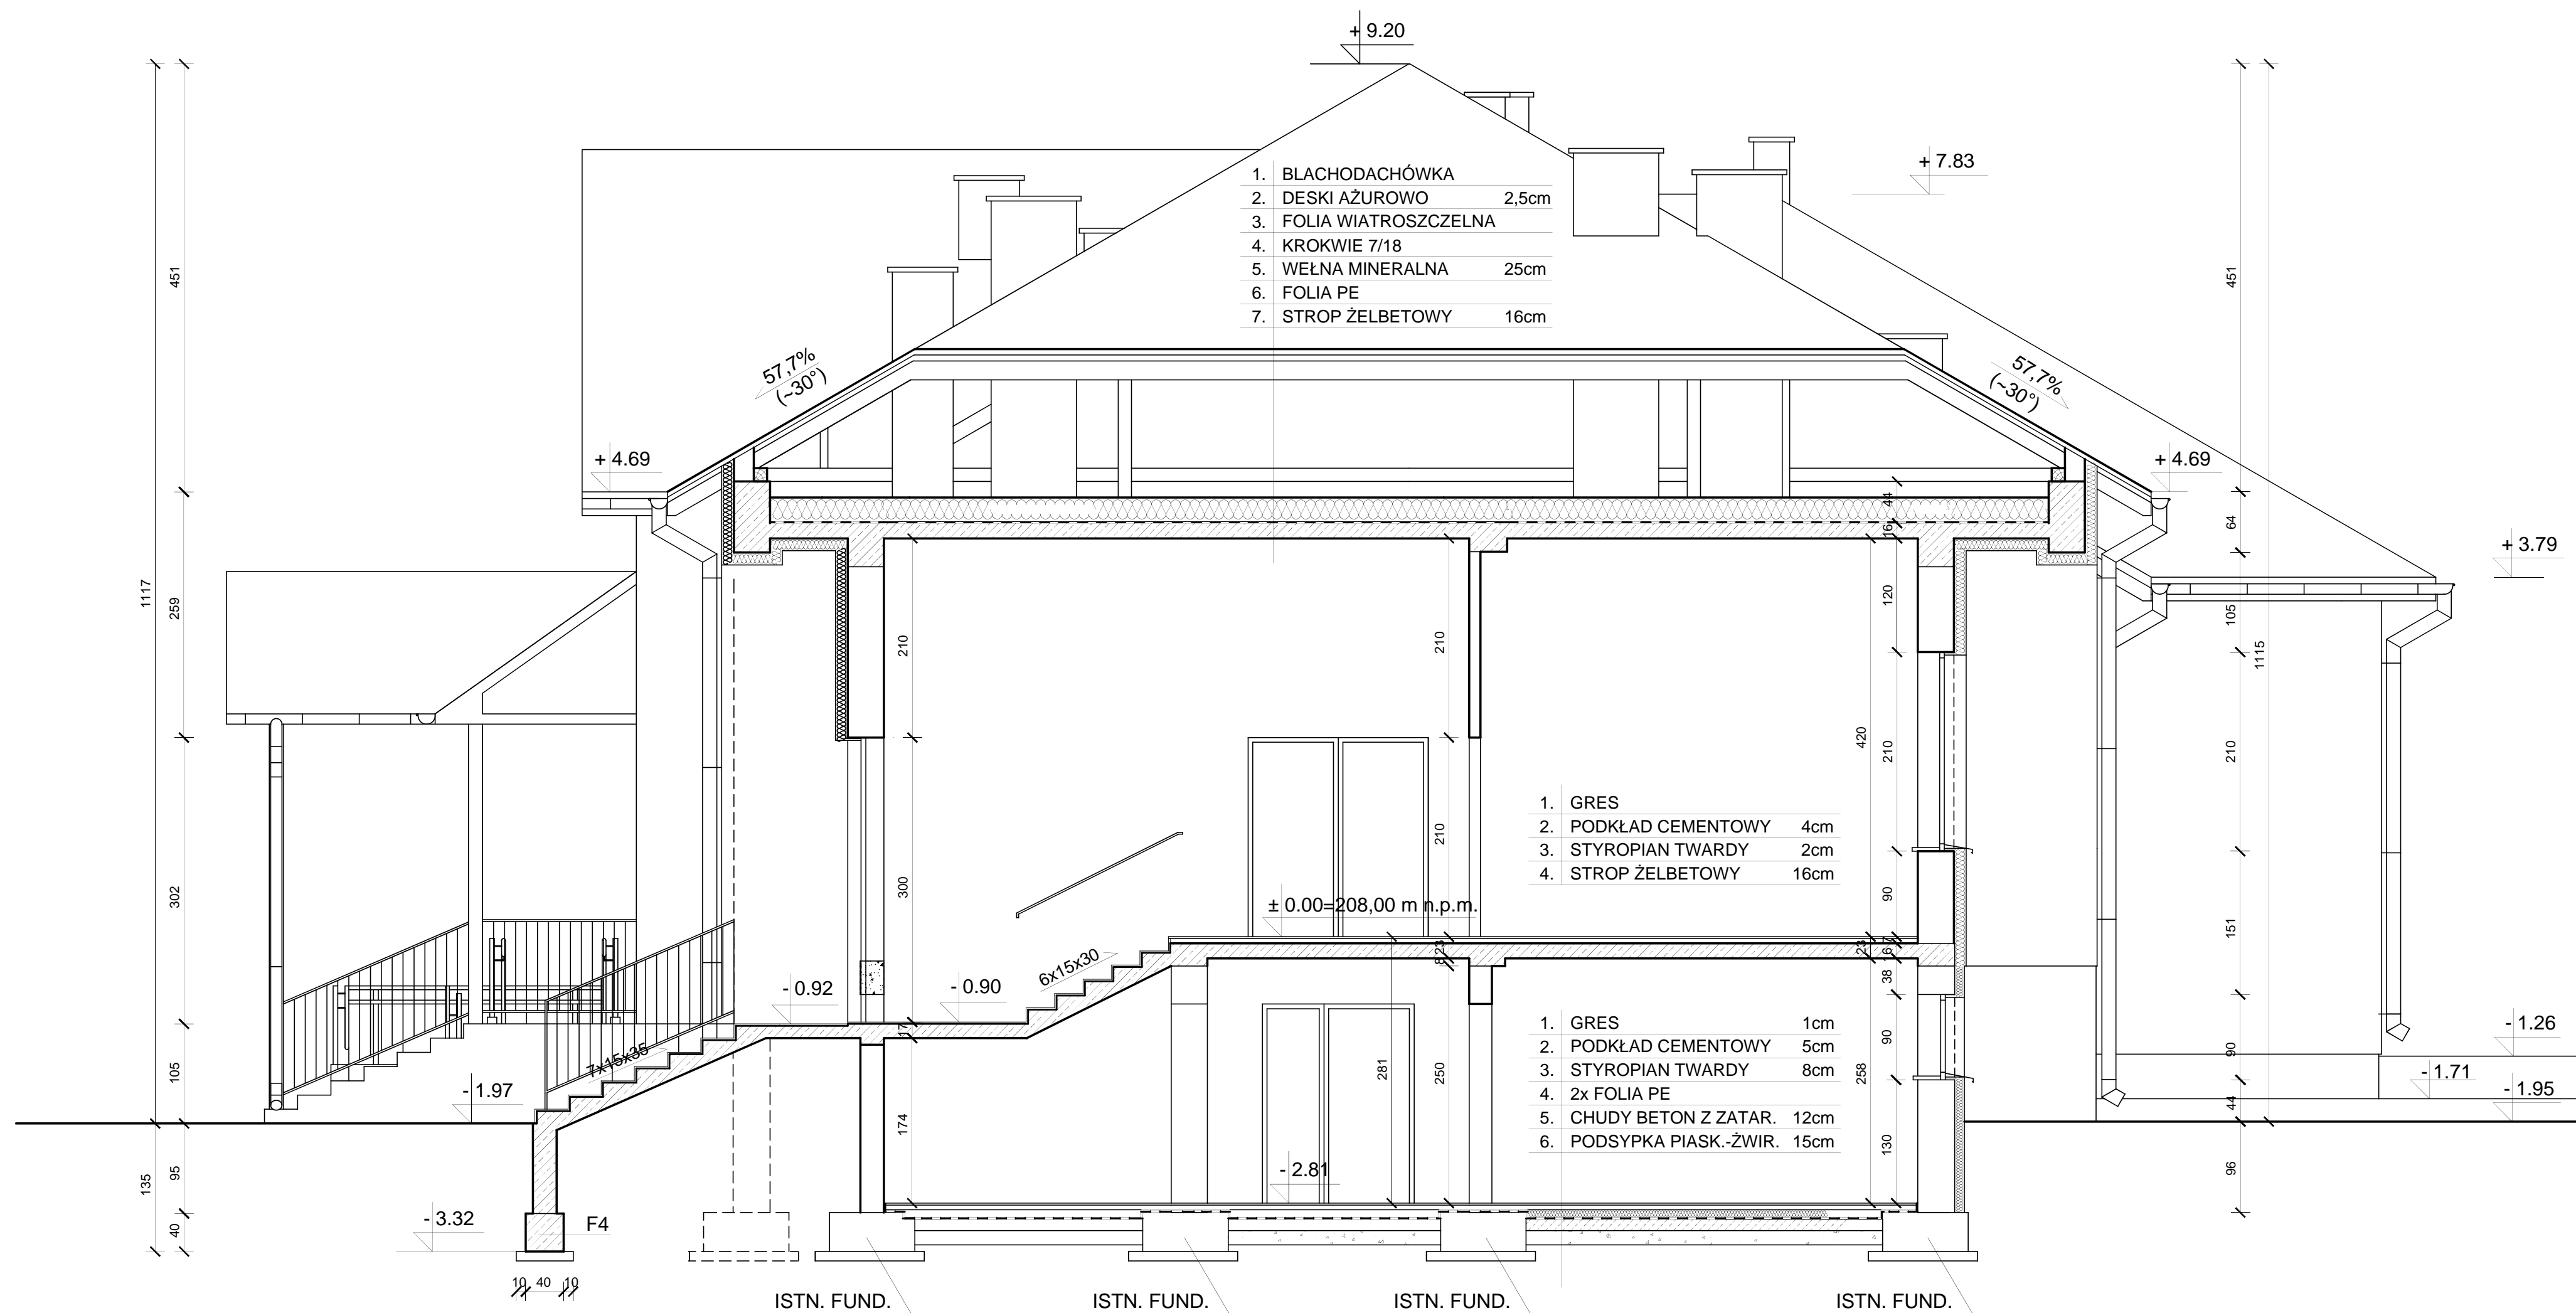 + 9.20
+ 7.83
1. BLACHODACHÓWKA
2. DESKI AŻUROWO 2,5cm
3. FOLIA WIATROSZCZELNA
4. KROKWIE 7/18
5. WEŁNA MINERALNA 25cm
6. FOLIA PE
7. STROP ŻELBETOWY 16cm
451
451
57,7%
(~30°)
57,7%
(~30°)
+ 4.69
+ 4.69
44
16
64
+ 3.79
1117
259
210
210
120
105
1115
420
210
210
210
1. GRES
2. PODKŁAD CEMENTOWY 4cm
3. STYROPIAN TWARDY 2cm
4. STROP ŻELBETOWY 16cm
302
300
90
151
± 0.00=208,00 m n.p.m.
6x15x30
23
8
23
7
16
38
- 0.92
- 0.90
17
1. GRES 1cm
2. PODKŁAD CEMENTOWY 5cm
3. STYROPIAN TWARDY 8cm
4. 2x FOLIA PE
5. CHUDY BETON Z ZATAR. 12cm
6. PODSYPKA PIASK.-ŻWIR. 15cm
- 1.26
90
90
7x15x35
105
281
250
258
- 1.97
- 1.71
- 1.95
44
174
130
- 2.81
135
95
96
- 3.32
F4
40
10 40 10
ISTN. FUND.
ISTN. FUND.
ISTN. FUND.
ISTN. FUND.